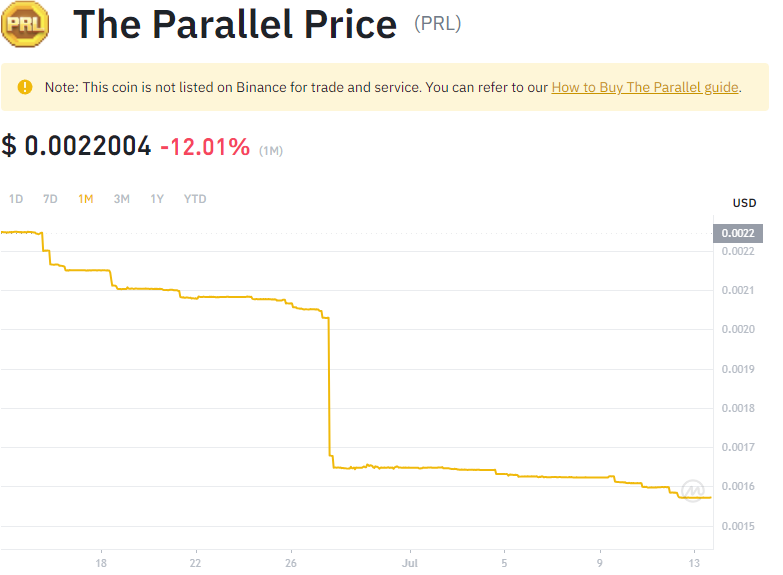 PRL
The Parallel Price (PRL)
Note: This coin is not listed on Binance for trade and service. You can refer to our How to Buy The Parallel guide.
$ 0.0022004 -12.01% (1M)
1D 7D 1M 3M 1Y YTD
USD
0.0022
0.0022
0.0021
0.0020
0.0019
0.0018
0.0017
0.0016
0.0015
18 22 26 Jul 5 9 13